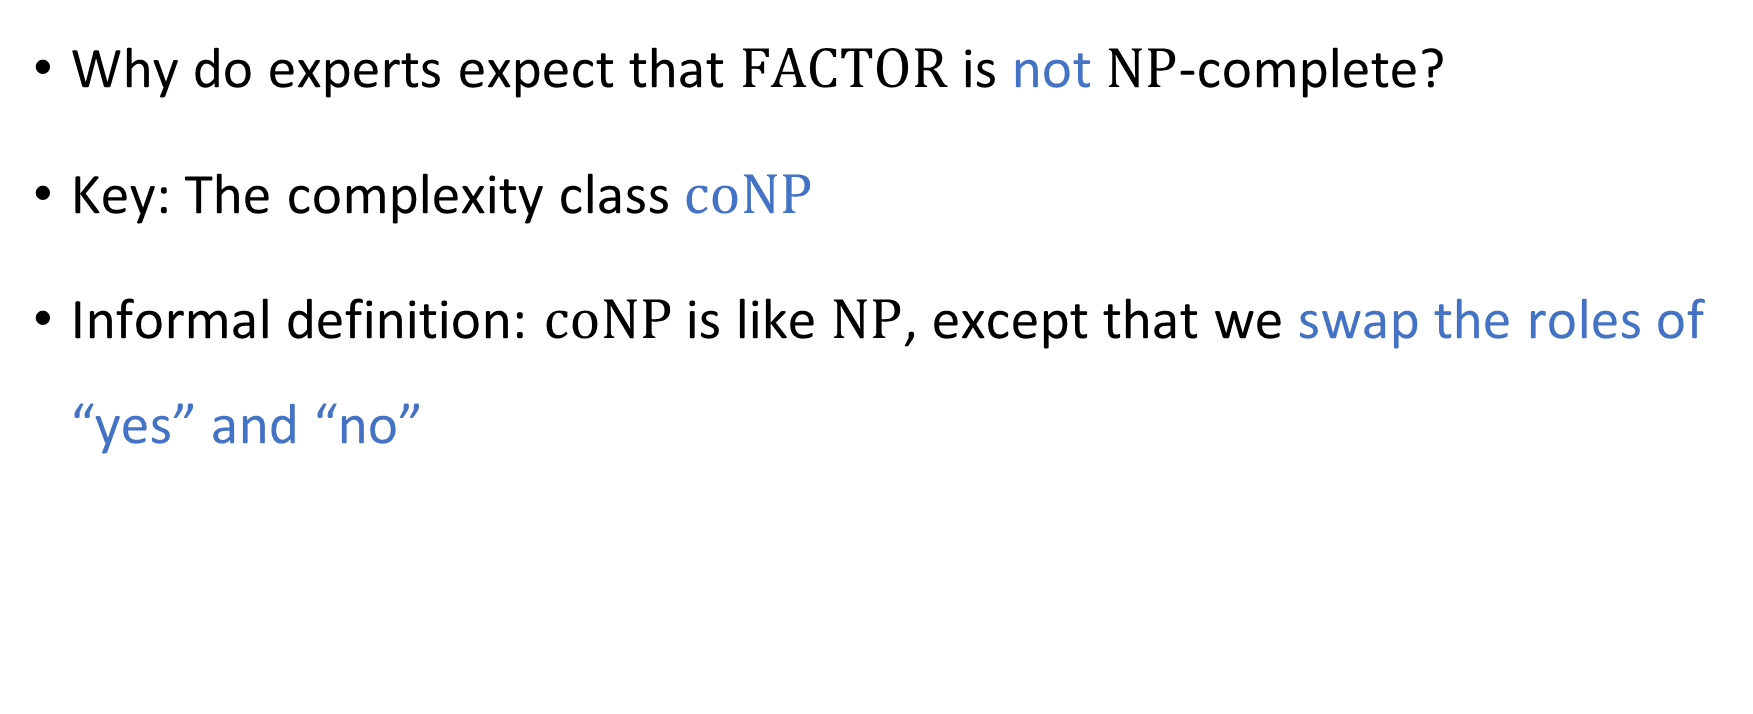 • Why do experts expect that FACTOR is not NP-complete?
• Key: The complexity class coNP
• Informal definition: coNP is like NP, except that we swap the roles of
“yes” and “no”